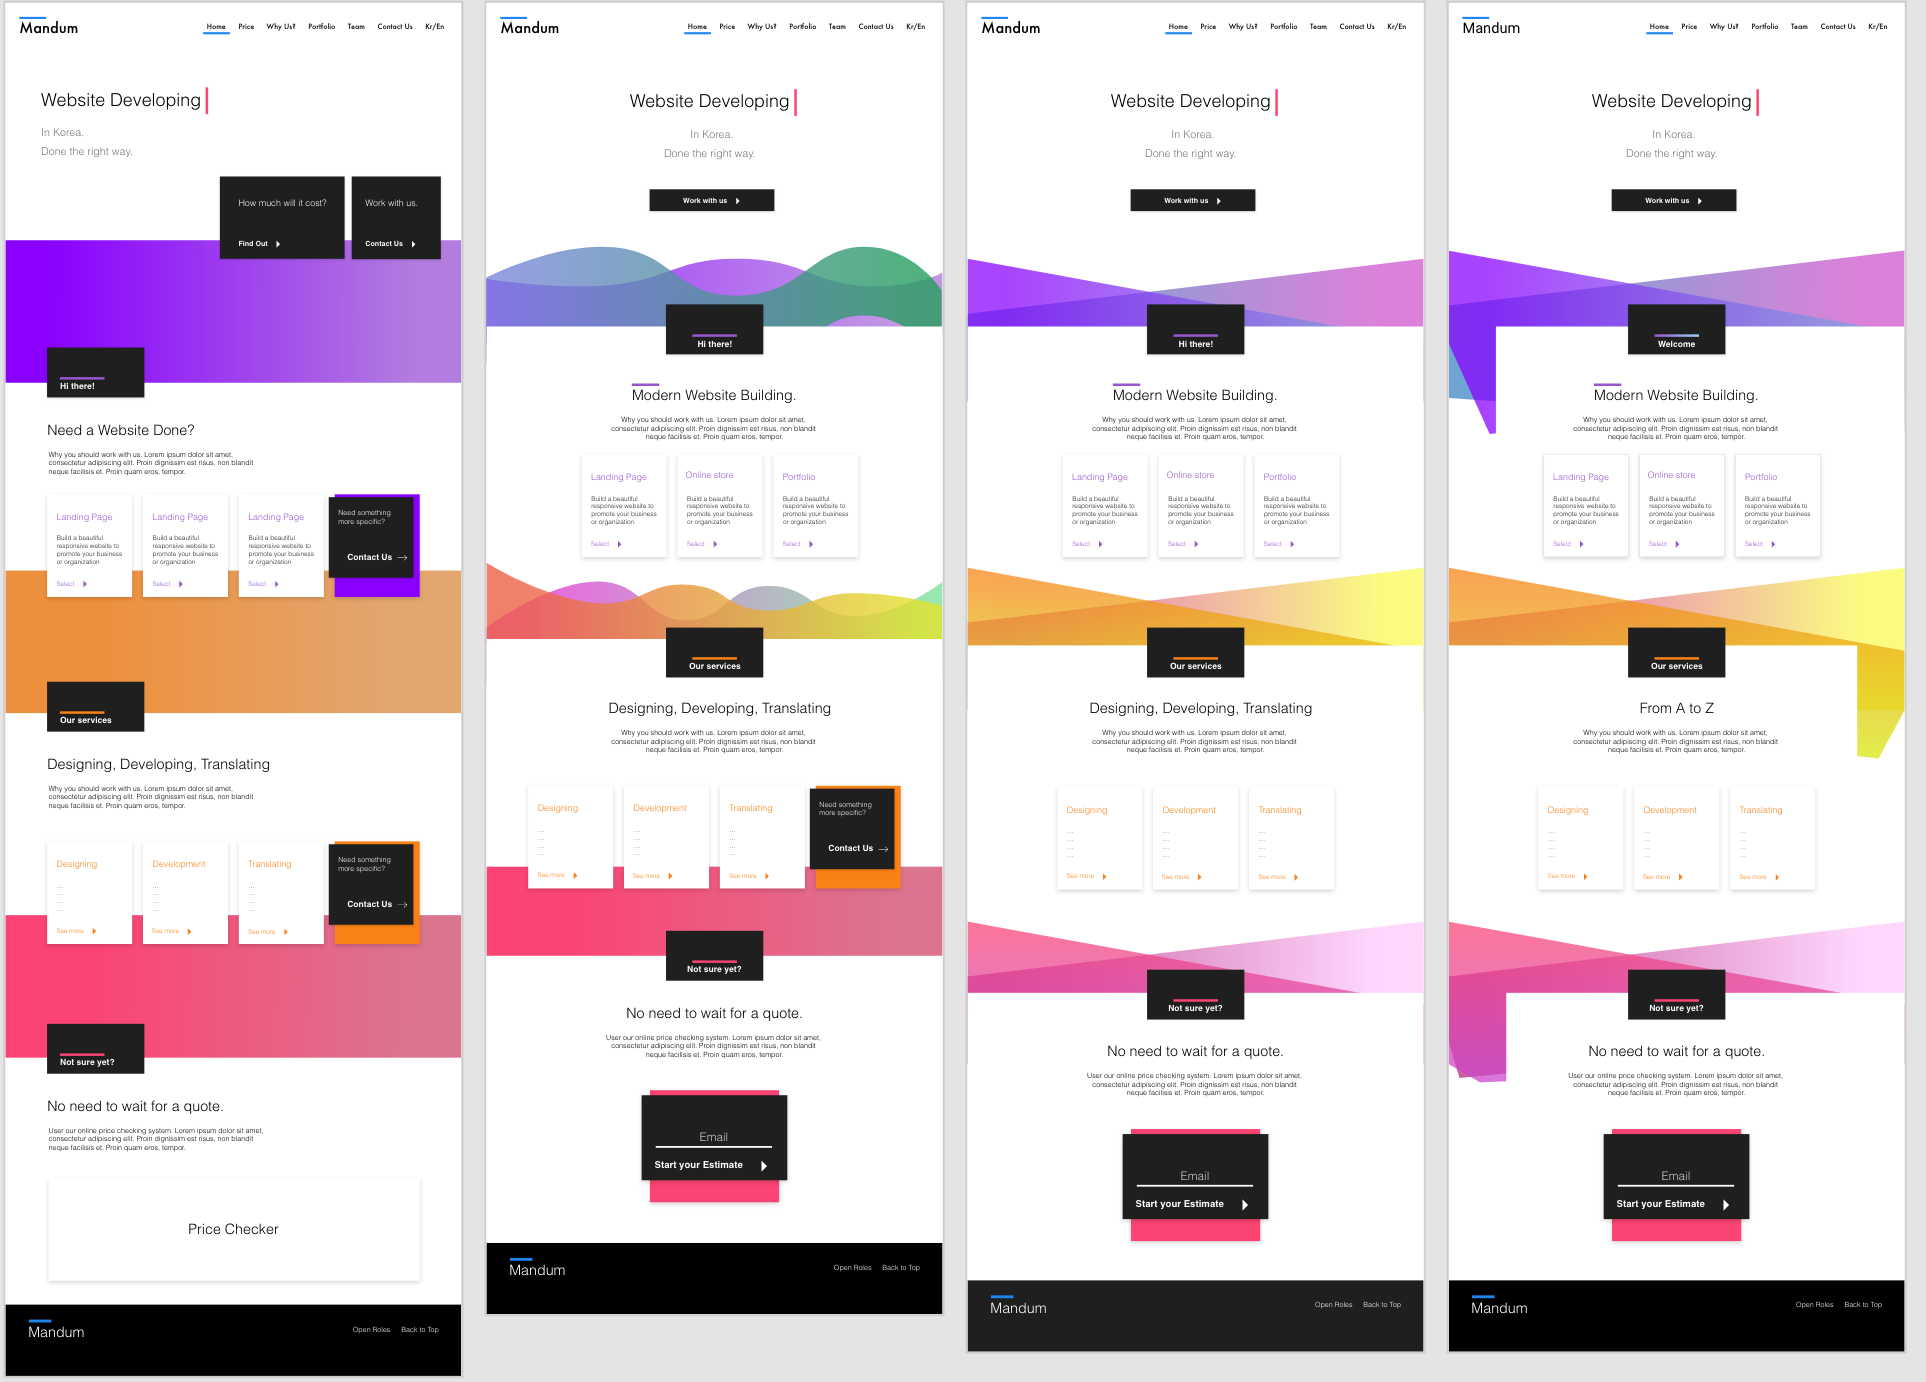 Mandum
Home Price Why Us? Portfolio Team Contact Us Kr/En
Website Developing
In Korea.
Done the right way.
How much will it cost?
Find Out
Work with us.
Contact Us
Hi there!
Need a Website Done?
Why you should work with us. Lorem ipsum dolor sit amet,
consectetur adipiscing elit. Proin dignissim est risus, non blandit
neque facilisis et. Proin quam eros, tempor.
Landing Page
Build a beautiful
responsive website to
promote your business
or organization
Select
Landing Page
Build a beautiful
responsive website to
promote your business
or organization
Select
Landing Page
Build a beautiful
responsive website to
promote your business
or organization
Select
Need something
more specific?
Contact Us
Our services
Designing, Developing, Translating
Why you should work with us. Lorem ipsum dolor sit amet,
consectetur adipiscing elit. Proin dignissim est risus, non blandit
neque facilisis et. Proin quam eros, tempor.
Designing
...
...
...
...
See more
Development
...
...
...
...
See more
Translating
...
...
...
...
See more
Need something
more specific?
Contact Us
Not sure yet?
No need to wait for a quote.
User our online price checking system. Lorem ipsum dolor sit amet,
consectetur adipiscing elit. Proin dignissim est risus, non blandit
neque facilisis et. Proin quam eros, tempor.
Price Checker
Mandum
Open Roles Back to Top
Mandum
Home Price Why Us? Portfolio Team Contact Us Kr/En
Website Developing
In Korea.
Done the right way.
Work with us
Hi there!
Modern Website Building.
Why you should work with us. Lorem ipsum dolor sit amet,
consectetur adipiscing elit. Proin dignissim est risus, non blandit
neque facilisis et. Proin quam eros, tempor.
Landing Page
Build a beautiful
responsive website to
promote your business
or organization
Select
Online store
Build a beautiful
responsive website to
promote your business
or organization
Select
Portfolio
Build a beautiful
responsive website to
promote your business
or organization
Select
Our services
Designing, Developing, Translating
Why you should work with us. Lorem ipsum dolor sit amet,
consectetur adipiscing elit. Proin dignissim est risus, non blandit
neque facilisis et. Proin quam eros, tempor.
Designing
...
...
...
...
See more
Development
...
...
...
...
See more
Translating
...
...
...
...
See more
Need something
more specific?
Contact Us
Not sure yet?
No need to wait for a quote.
User our online price checking system. Lorem ipsum dolor sit amet,
consectetur adipiscing elit. Proin dignissim est risus, non blandit
neque facilisis et. Proin quam eros, tempor.
Email
Start your Estimate
Mandum
Open Roles Back to Top
Mandum
Home Price Why Us? Portfolio Team Contact Us Kr/En
Website Developing
In Korea.
Done the right way.
Work with us
Hi there!
Modern Website Building.
Why you should work with us. Lorem ipsum dolor sit amet,
consectetur adipiscing elit. Proin dignissim est risus, non blandit
neque facilisis et. Proin quam eros, tempor.
Landing Page
Build a beautiful
responsive website to
promote your business
or organization
Select
Online store
Build a beautiful
responsive website to
promote your business
or organization
Select
Portfolio
Build a beautiful
responsive website to
promote your business
or organization
Select
Our services
Designing, Developing, Translating
Why you should work with us. Lorem ipsum dolor sit amet,
consectetur adipiscing elit. Proin dignissim est risus, non blandit
neque facilisis et. Proin quam eros, tempor.
Designing
...
...
...
...
See more
Development
...
...
...
...
See more
Translating
...
...
...
...
See more
Not sure yet?
No need to wait for a quote.
User our online price checking system. Lorem ipsum dolor sit amet,
consectetur adipiscing elit. Proin dignissim est risus, non blandit
neque facilisis et. Proin quam eros, tempor.
Email
Start your Estimate
Mandum
Open Roles Back to Top
Mandum
Home Price Why Us? Portfolio Team Contact Us Kr/En
Website Developing
In Korea.
Done the right way.
Work with us
Welcome
Modern Website Building.
Why you should work with us. Lorem ipsum dolor sit amet,
consectetur adipiscing elit. Proin dignissim est risus, non blandit
neque facilisis et. Proin quam eros, tempor.
Landing Page
Build a beautiful
responsive website to
promote your business
or organization
Select
Online store
Build a beautiful
responsive website to
promote your business
or organization
Select
Portfolio
Build a beautiful
responsive website to
promote your business
or organization
Select
Our services
From A to Z
Why you should work with us. Lorem ipsum dolor sit amet,
consectetur adipiscing elit. Proin dignissim est risus, non blandit
neque facilisis et. Proin quam eros, tempor.
Designing
...
...
...
...
See more
Development
...
...
...
...
See more
Translating
...
...
...
...
See more
Not sure yet?
No need to wait for a quote.
User our online price checking system. Lorem ipsum dolor sit amet,
consectetur adipiscing elit. Proin dignissim est risus, non blandit
neque facilisis et. Proin quam eros, tempor.
Email
Start your Estimate
Mandum
Open Roles Back to Top